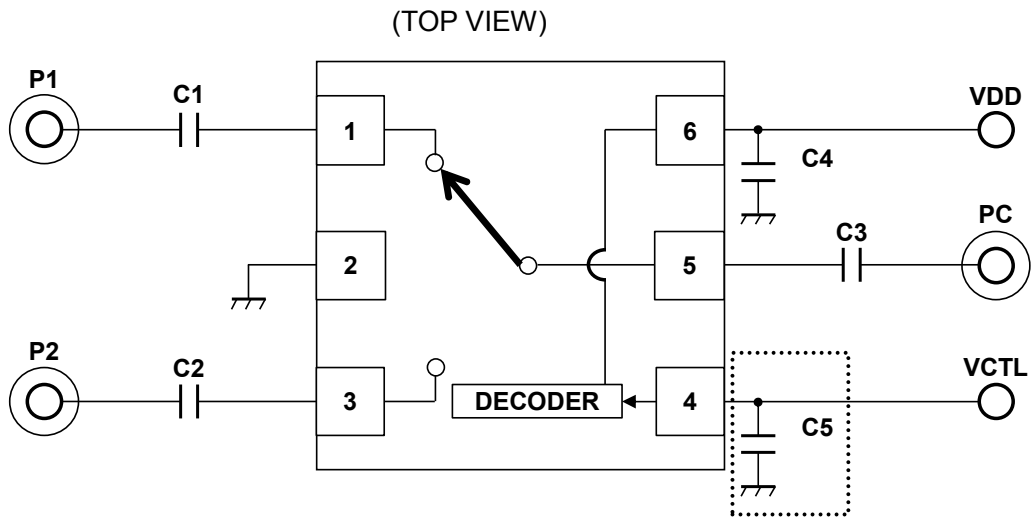 (TOP VIEW)
P1
C1
1
6
VDD
C4
2
5
C3
PC
P2
C2
3
DECODER
4
C5
VCTL